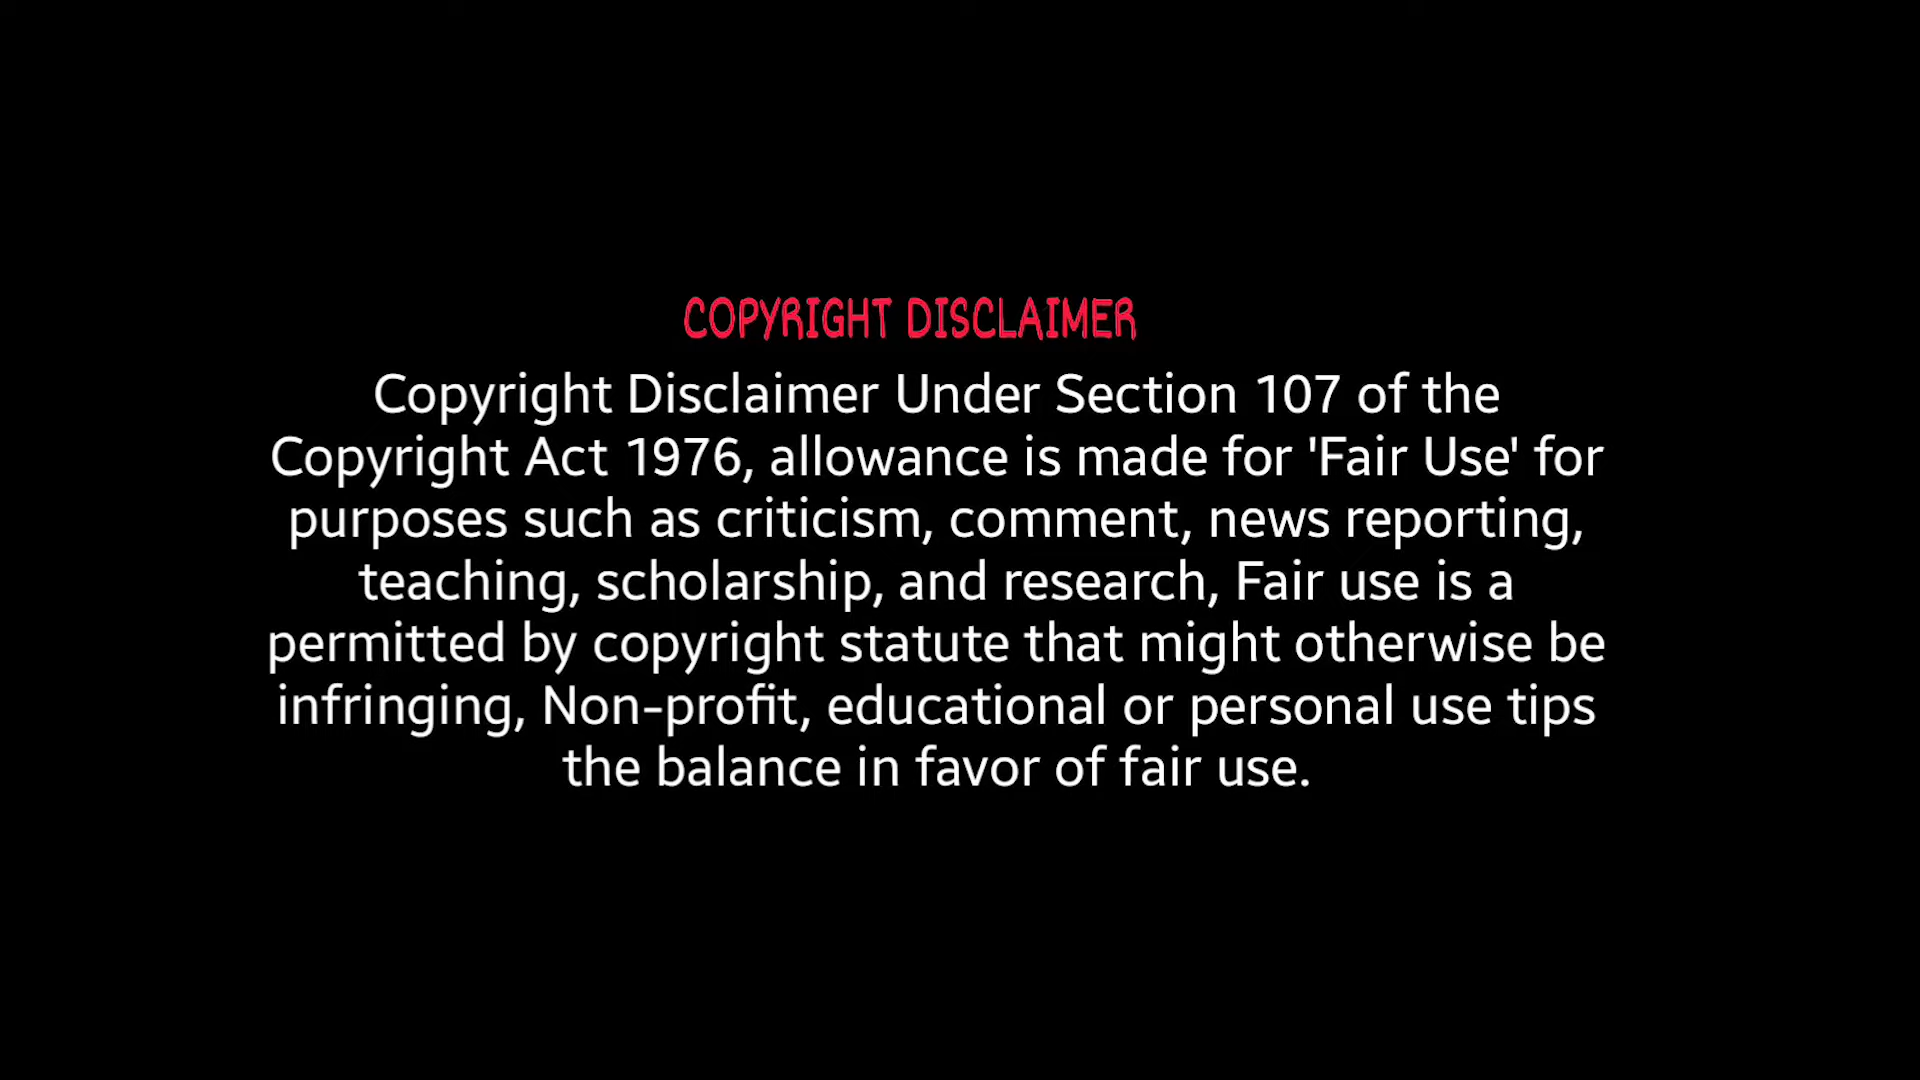 COPYRIGHT DISCLAIMER
Copyright Disclaimer Under Section 107 of the
Copyright Act 1976, allowance is made for 'Fair Use' for
purposes such as criticism, comment, news reporting,
teaching, scholarship, and research, Fair use is a
permitted by copyright statute that might otherwise be
infringing, Non-profit, educational or personal use tips
the balance in favor of fair use.